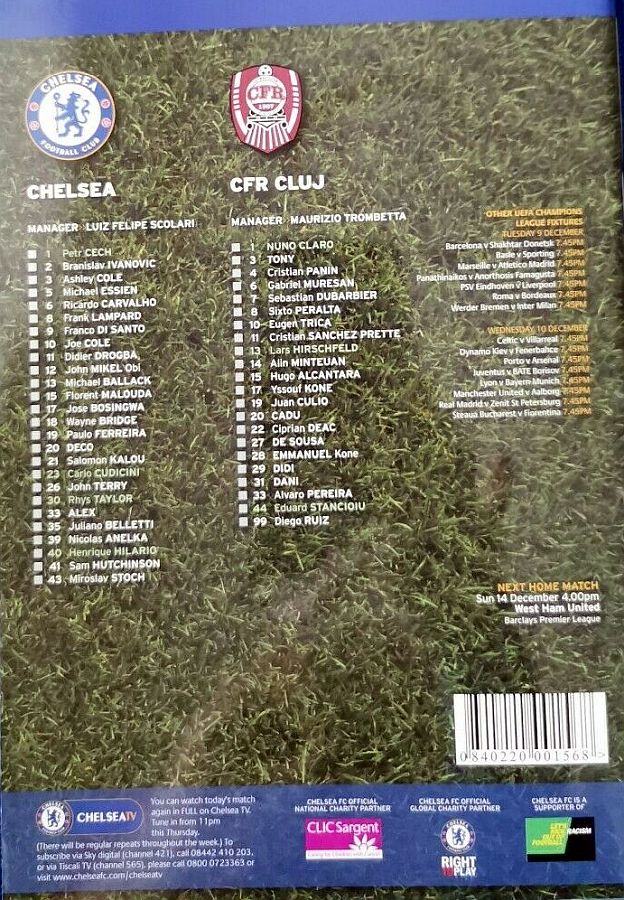 CHELSEA
FOOTBALL CLUB
CFR
1907
CHELSEA
MANAGER : LUIZ FELIPE SCOLARI
1 Petr CECH
2 Branislav IVANOVIC
3 Ashley COLE
5 Michael ESSIEN
6 Ricardo CARVALHO
8 Frank LAMPARD
9 Franco DI SANTO
10 Joe COLE
11 Didier DROGBA
12 John MIKEL Obi
13 Michael BALLACK
15 Florent MALOUDA
17 Jose BOSINGWA
18 Wayne BRIDGE
19 Paulo FERREIRA
20 DECO
21 Salomon KALOU
23 Carlo CUDICINI
26 John TERRY
30 Rhys TAYLOR
33 ALEX
35 Juliano BELLETTI
39 Nicolas ANELKA
40 Henrique HILARIO
41 Sam HUTCHINSON
43 Miroslav STOCH
CFR CLUJ
MANAGER : MAURIZIO TROMBETTA
1 NUNO CLARO
3 TONY
4 Cristian PANIN
6 Gabriel MURESAN
7 Sebastian DUBARBIER
8 Sixto PERALTA
10 Eugen TRICA
11 Cristian SANCHEZ PRETTE
13 Lars HIRSCHFELD
14 Alin MINTEUAN
15 Hugo ALCANTARA
17 Yssouf KONE
19 Juan CULIO
20 CADU
22 Ciprian DEAC
27 DE SOUSA
28 EMMANUEL Kone
29 DIDI
31 DANI
33 Alvaro PEREIRA
44 Eduard STANCIOIU
99 Diego RUIZ
OTHER UEFA CHAMPIONS
LEAGUE FIXTURES
TUESDAY 9 DECEMBER
Barcelona v Shakhtar Donetsk 7.45PM
Basle v Sporting 7.45PM
Marseille v Atletico Madrid 7.45PM
Panathinaikos v Anorthosis Famagusta 7.45PM
PSV Eindhoven v Liverpool 7.45PM
Roma v Bordeaux 7.45PM
Werder Bremen v Inter Milan 7.45PM
WEDNESDAY 10 DECEMBER
Celtic v Villarreal 7.45PM
Dynamo Kiev v Fenerbahce 7.45PM
Porto v Arsenal 7.45PM
Juventus v BATE Borisov 7.45PM
Lyon v Bayern Munich 7.45PM
Manchester United v Aalborg 7.45PM
Real Madrid v Zenit St Petersburg 7.45PM
Steaua Bucharest v Fiorentina 7.45PM
NEXT HOME MATCH
Sun 14 December 4.00pm
West Ham United
Barclays Premier League
0840220 001568
CHELSEATV
You can watch today's match
again in FULL on Chelsea TV.
Tune in from 11pm
this Thursday.
(There will be regular repeats throughout the week.) To
subscribe via Sky digital (channel 421), call 08442 410 203,
or via Tiscali TV (channel 565), please call 0800 0723363 or
visit www.chelseafc.com/chelseatv
CHELSEA FC OFFICIAL
NATIONAL CHARITY PARTNER
CLIC Sargent
Caring for Children with Cancer
CHELSEA FC OFFICIAL
GLOBAL CHARITY PARTNER
RIGHT
TO PLAY
CHELSEA FC IS A
SUPPORTER OF
LET'S
KICK RACISM
OUT OF
FOOTBALL